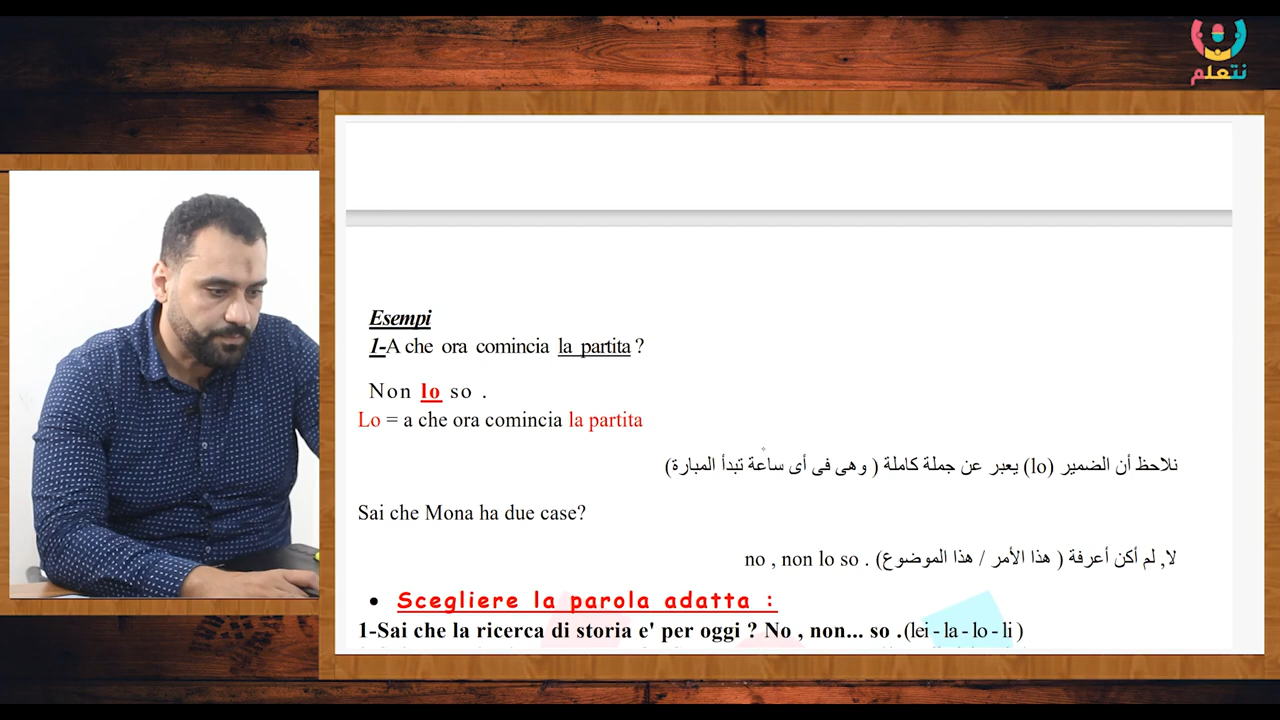 نتعلم
Esempi
1-A che ora comincia la partita ?
Non lo so .
Lo = a che ora comincia la partita
نلاحظ أن الضمير (lo) يعبر عن جملة كاملة ( وهى فى أى ساعة تبدأ المبارة)
Sai che Mona ha due case?
لا, لم أكن أعرفة ( هذا الأمر / هذا الموضوع) . no , non lo so
• Scegliere la parola adatta :
1-Sai che la ricerca di storia e' per oggi ? No , non... so .(lei - la - lo - li )